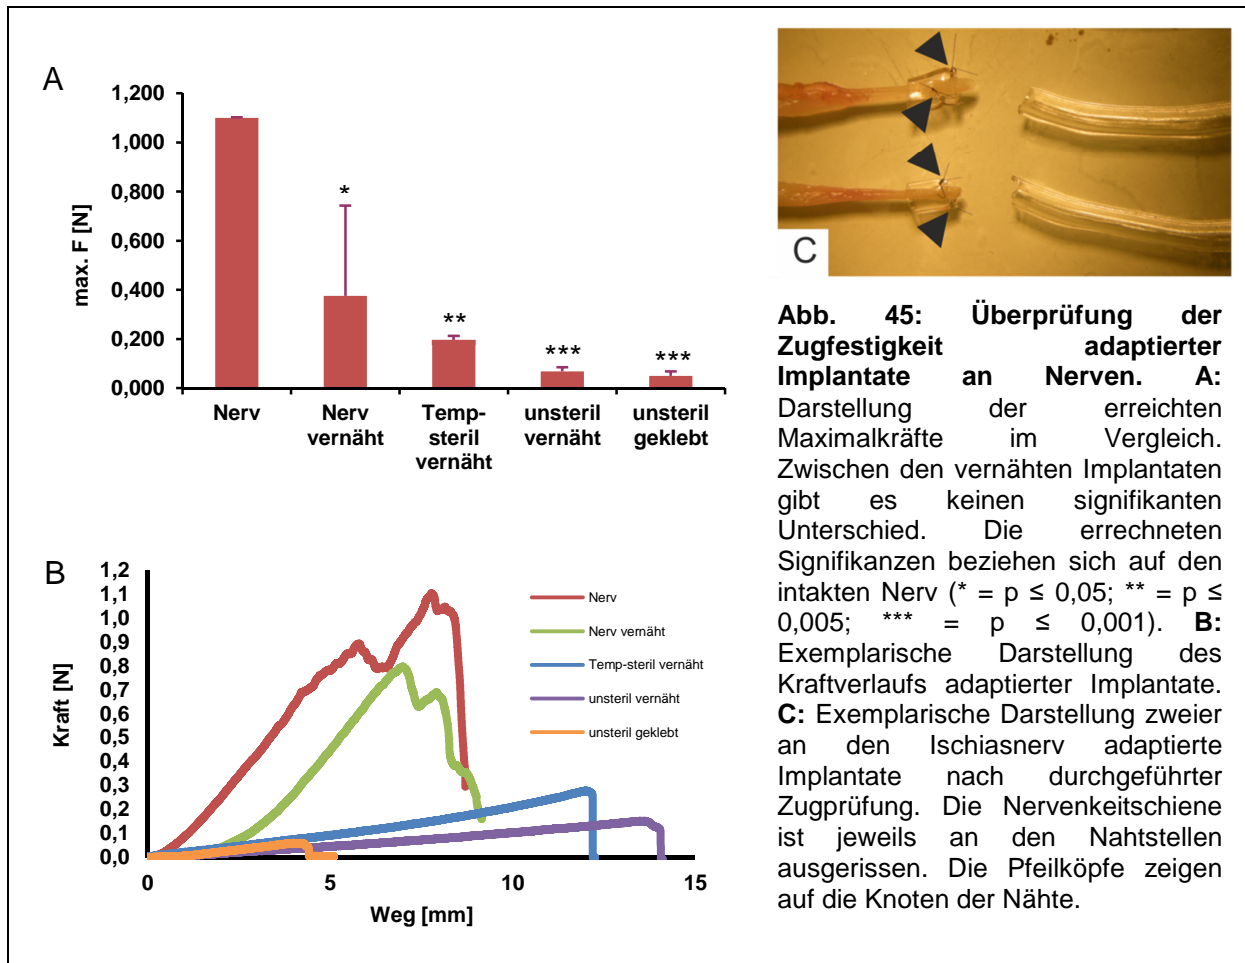 A
1,200
1,000
0,800
0,600
0,400
0,200
0,000
max. F [N]
*
**
***
***
Nerv
Nerv
vernäht
Temp-
steril
vernäht
unsteril
vernäht
unsteril
geklebt
B
1,2
1,1
1,0
0,9
0,8
0,7
0,6
0,5
0,4
0,3
0,2
0,1
0,0
Kraft [N]
0
5
10
15
Weg [mm]
Nerv
Nerv vernäht
Temp-steril vernäht
unsteril vernäht
unsteril geklebt
C
Abb. 45: Überprüfung der
Zugfestigkeit adaptierter
Implantate an Nerven. A:
Darstellung der erreichten
Maximalkräfte im Vergleich.
Zwischen den vernähten Implantaten
gibt es keinen signifikanten
Unterschied. Die errechneten
Signifikanzen beziehen sich auf den
intakten Nerv (* = p ≤ 0,05; ** = p ≤
0,005; *** = p ≤ 0,001). B:
Exemplarische Darstellung des
Kraftverlaufs adaptierter Implantate.
C: Exemplarische Darstellung zweier
an den Ischiasnerv adaptierte
Implantate nach durchgeführter
Zugprüfung. Die Nervenkeitschiene
ist jeweils an den Nahtstellen
ausgerissen. Die Pfeilköpfe zeigen
auf die Knoten der Nähte.